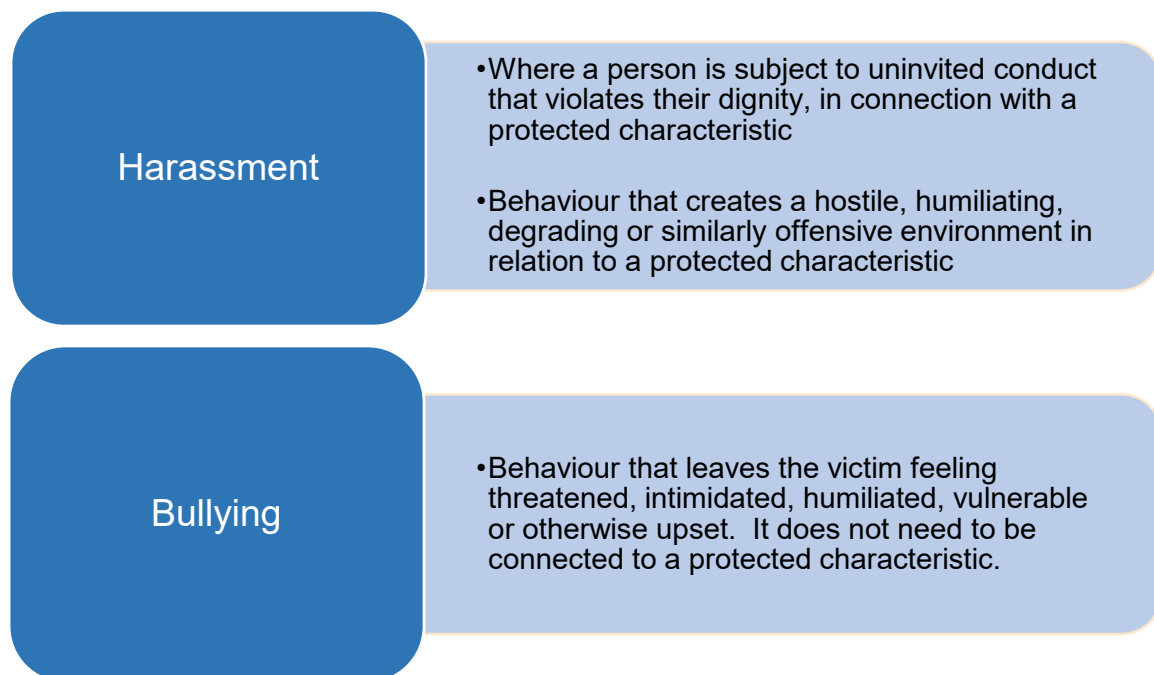 Harassment
•Where a person is subject to uninvited conduct
that violates their dignity, in connection with a
protected characteristic
•Behaviour that creates a hostile, humiliating,
degrading or similarly offensive environment in
relation to a protected characteristic
Bullying
•Behaviour that leaves the victim feeling
threatened, intimidated, humiliated, vulnerable
or otherwise upset.  It does not need to be
connected to a protected characteristic.